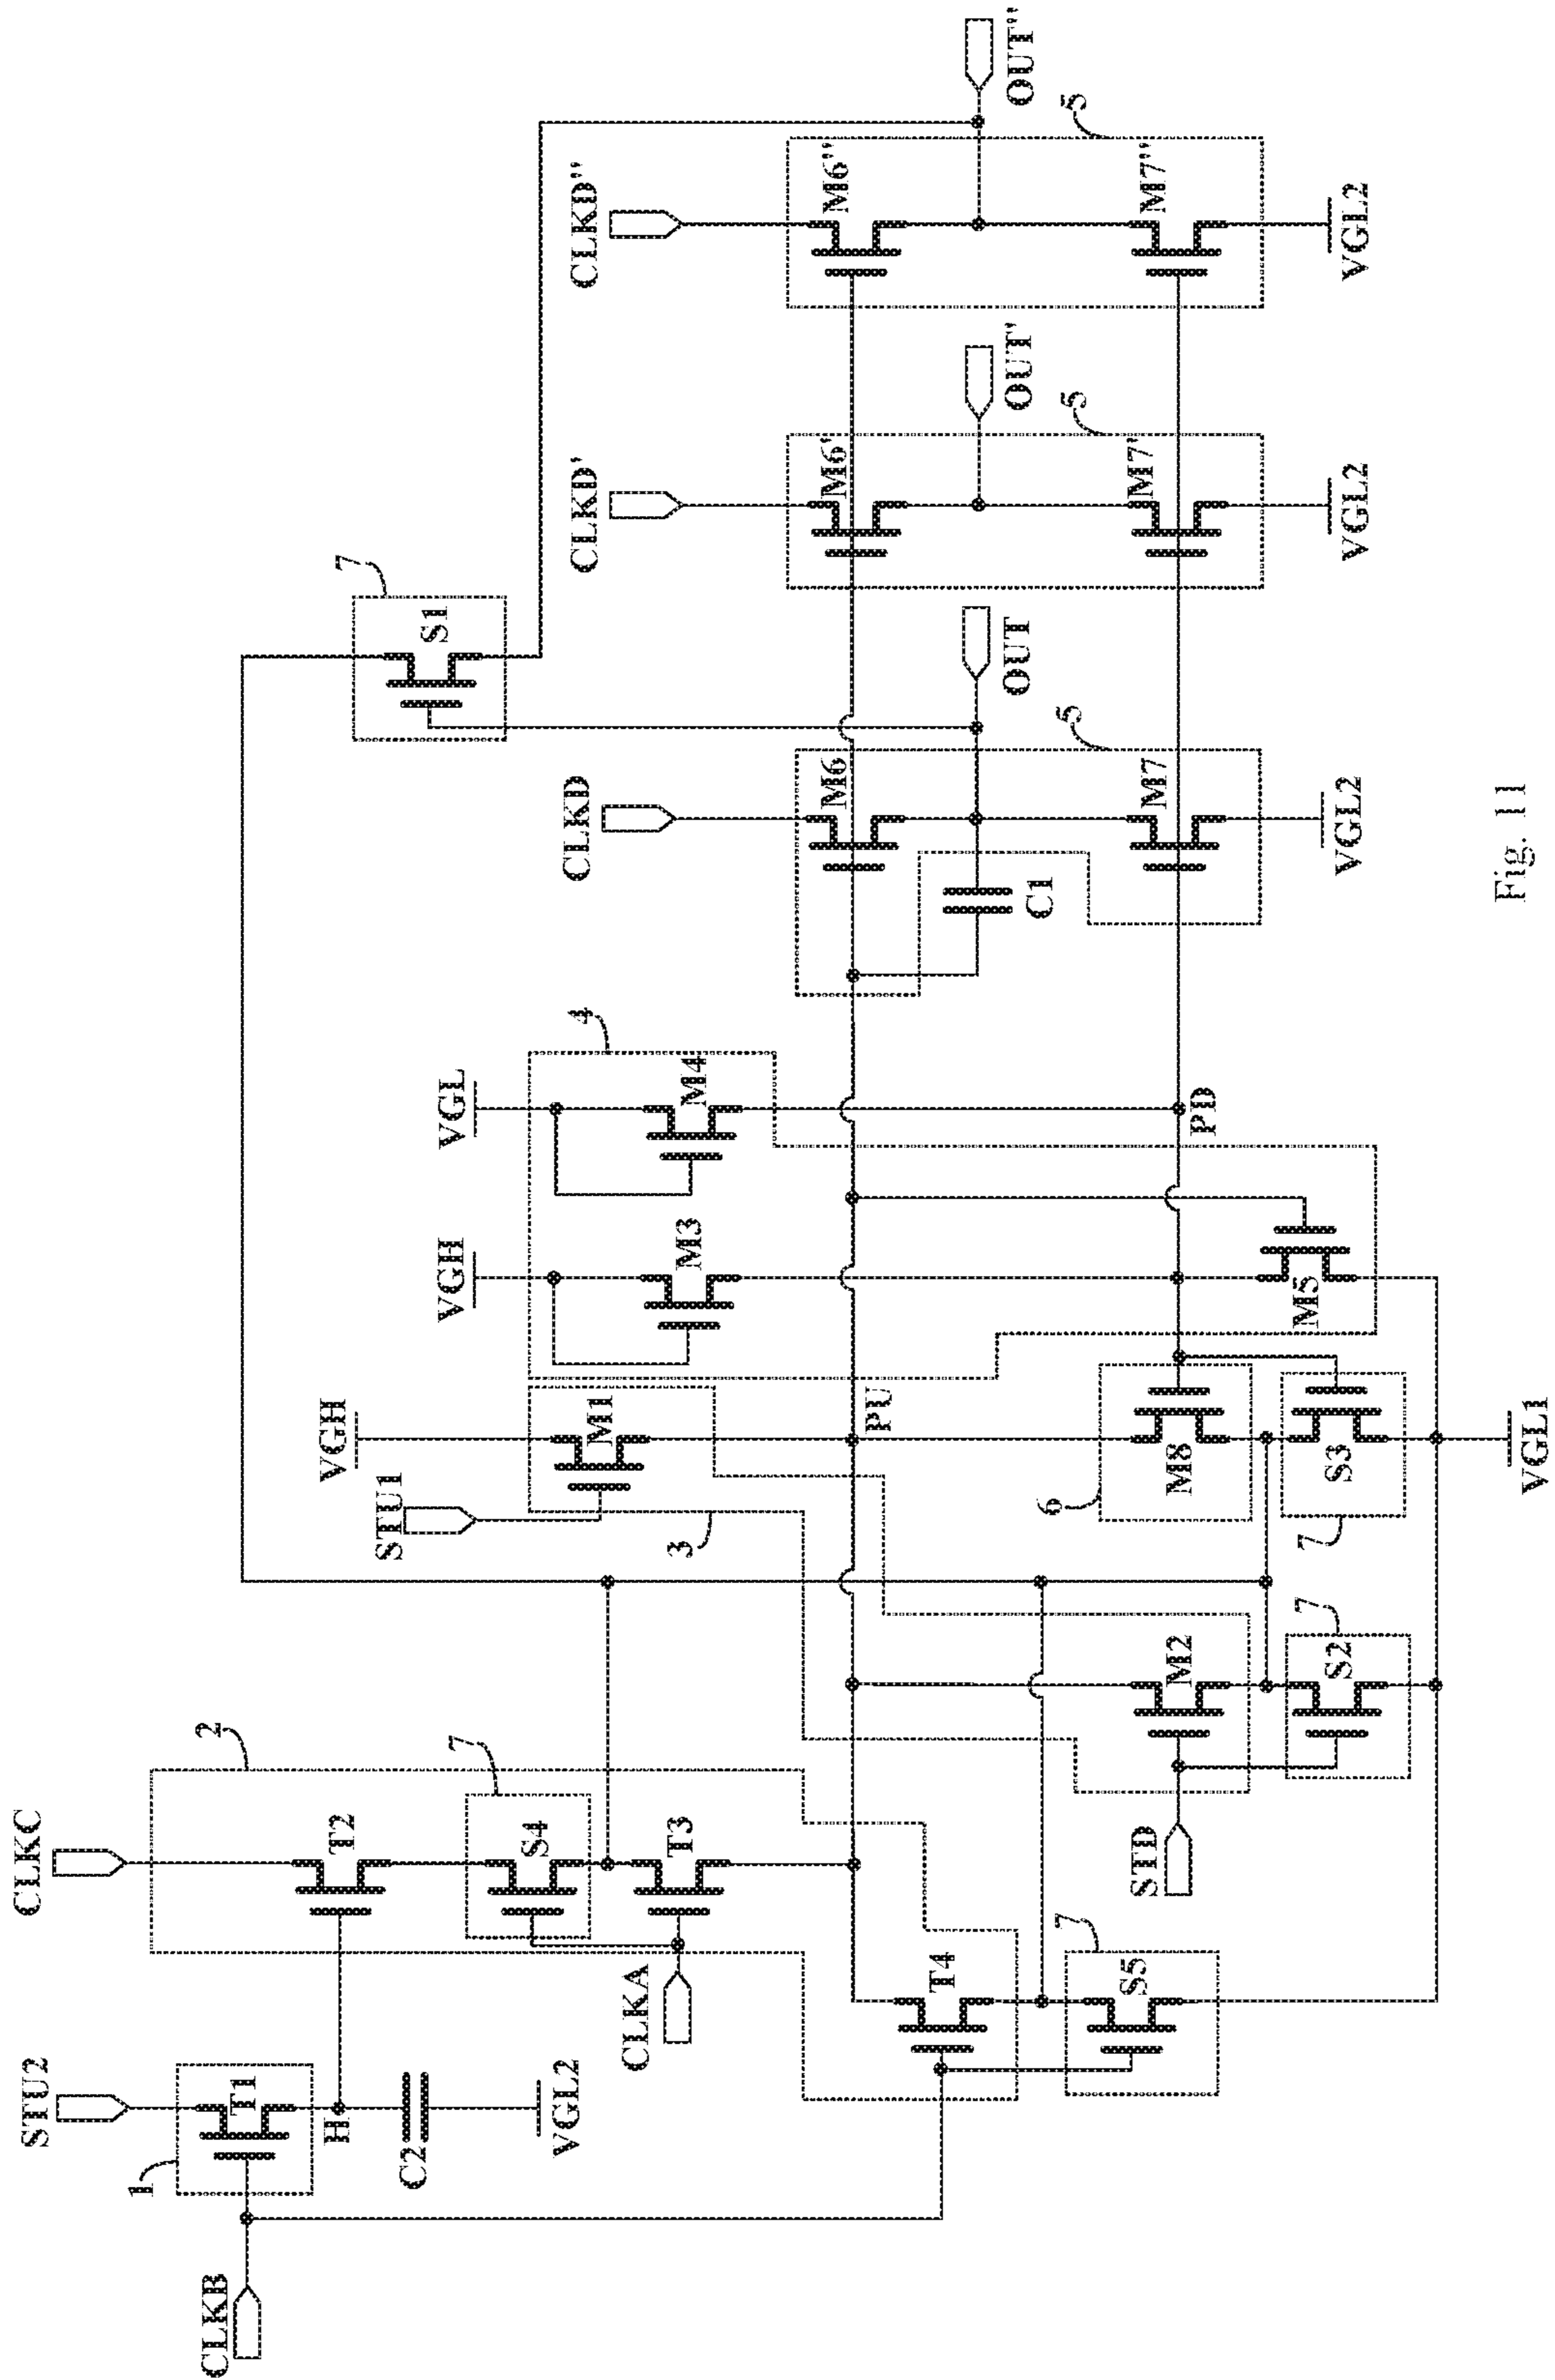 CLKB
1
STU2
T1
H
C2
VGL2
CLKC
2
T2
7
S4
CLKA
T3
T4
7
S5
STD
M2
7
S2
STU1
3
VGH
M1
PU
6
M8
7
S3
VGL1
VGH
M3
VGL
M4
4
M5
PD
CLKD
M6
C1
M7
VGL2
5
OUT
7
S1
CLKD'
M6'
M7'
VGL2
5
OUT'
CLKD''
M6''
M7''
VGL2
5
OUT''
Fig. 11